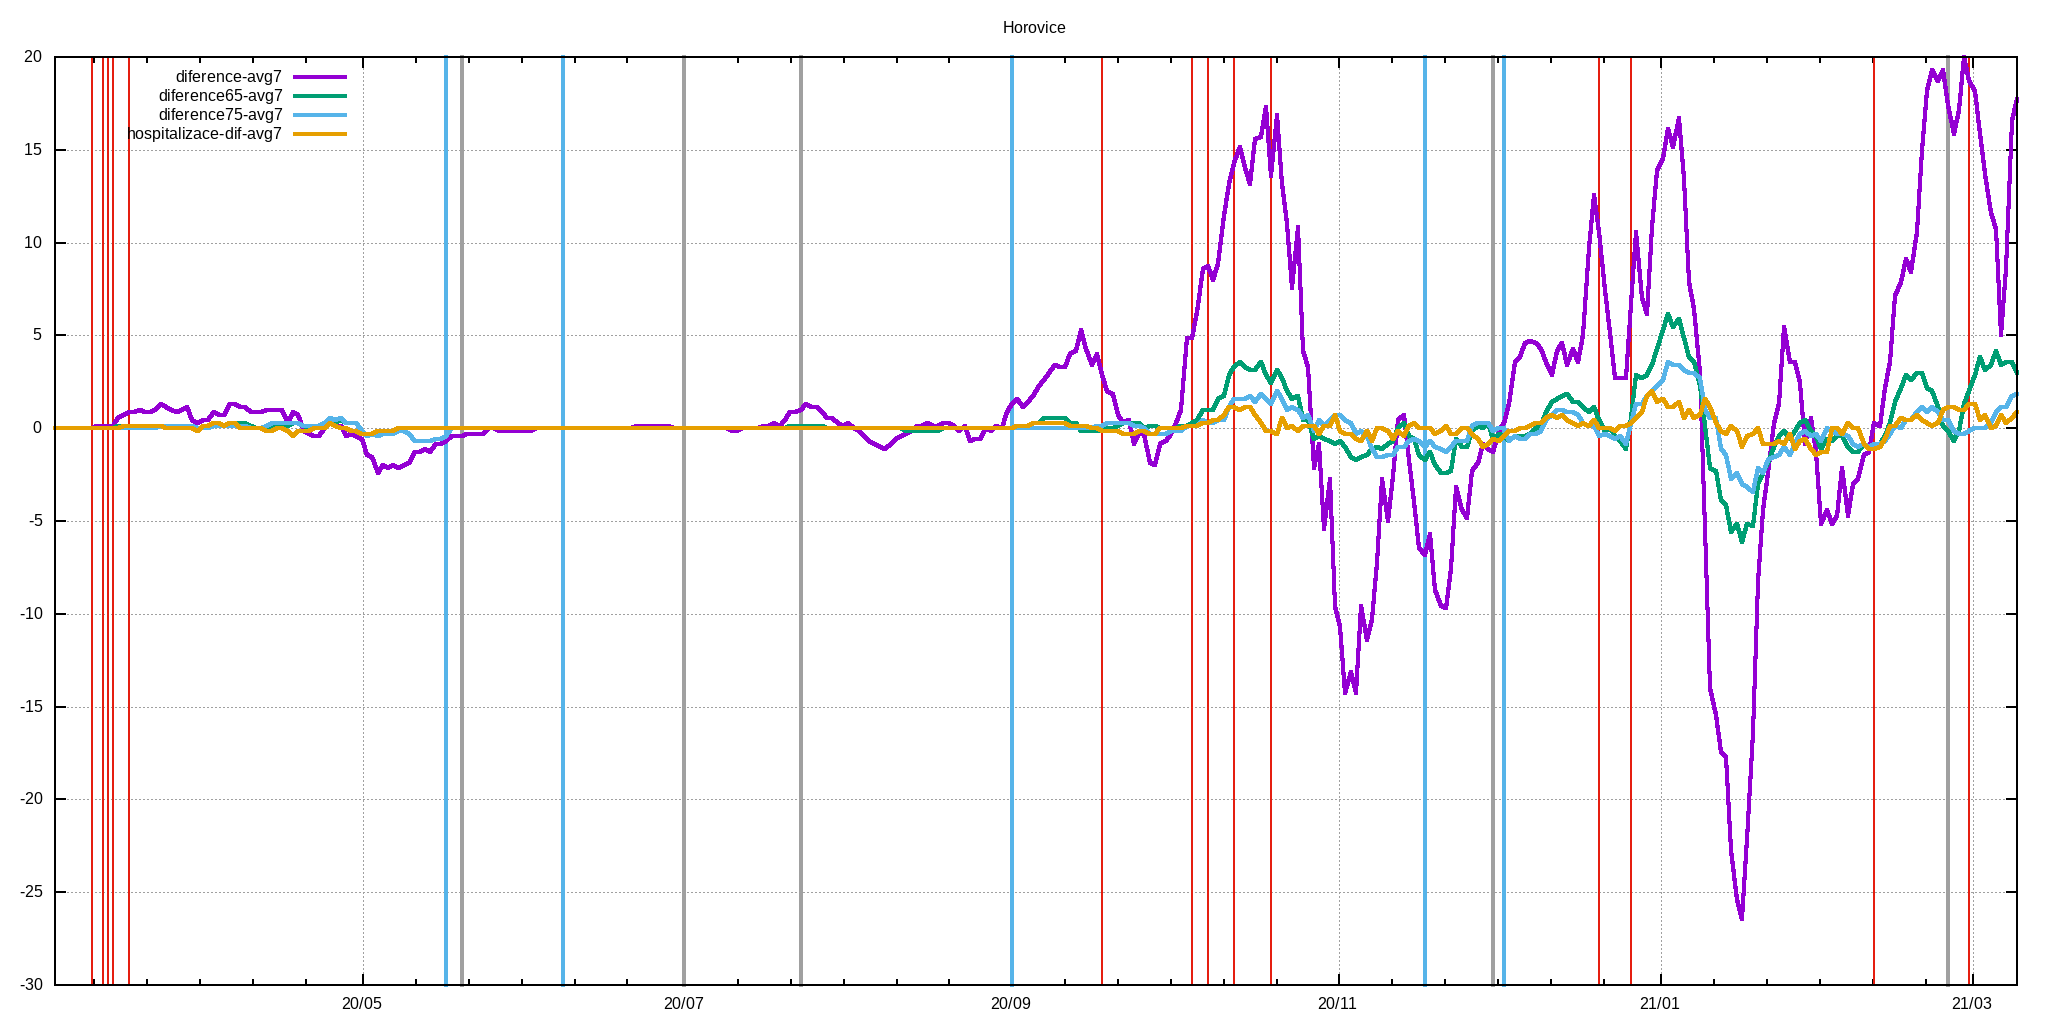 Horovice
20
diference-avg7
diference65-avg7
diference75-avg7
hospitalizace-dif-avg7
15
10
5
0
-5
-10
-15
-20
-25
-30
20/05 20/07 20/09 20/11 21/01 21/03